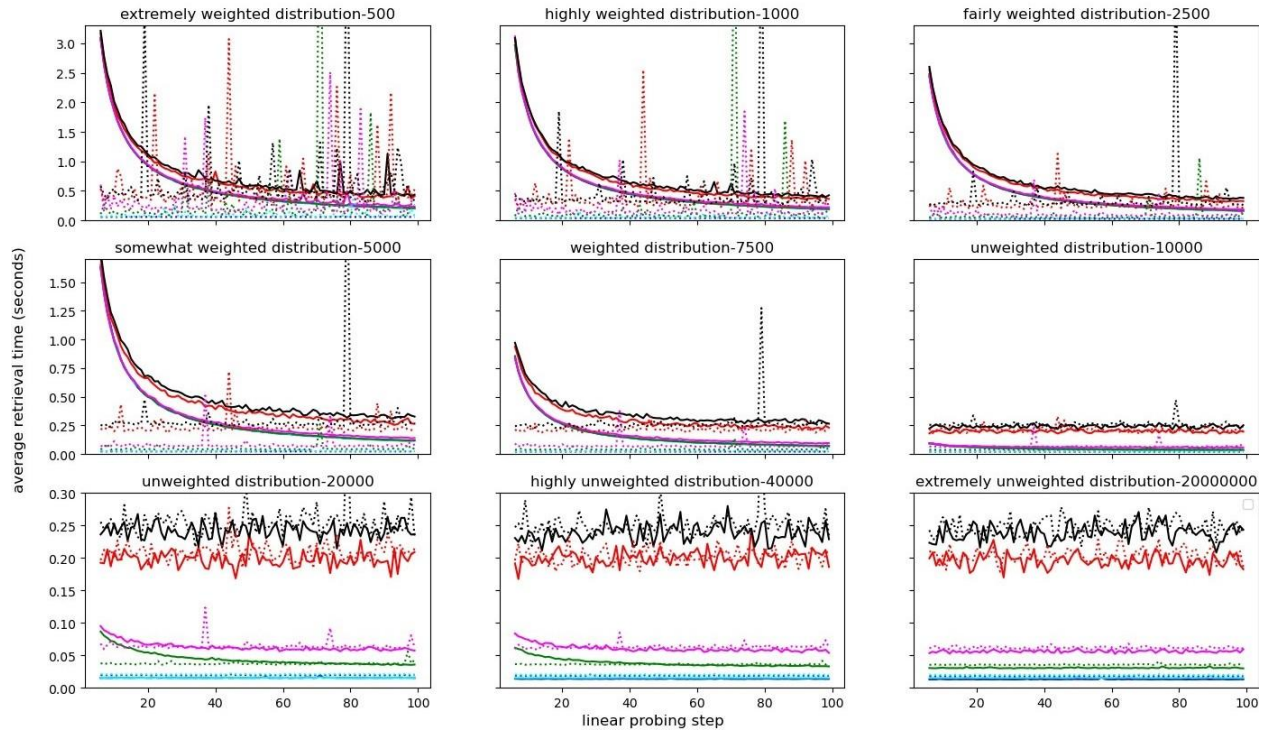 extremely weighted distribution-500
highly weighted distribution-1000
fairly weighted distribution-2500
3.0
2.5
2.0
1.5
1.0
0.5
0.0
somewhat weighted distribution-5000
weighted distribution-7500
unweighted distribution-10000
average retrieval time (seconds)
1.50
1.25
1.00
0.75
0.50
0.25
0.00
unweighted distribution-20000
highly unweighted distribution-40000
extremely unweighted distribution-20000000
0.30
0.25
0.20
0.15
0.10
0.05
0.00
20 40 60 80 100
20 40 60 80 100
20 40 60 80 100
linear probing step